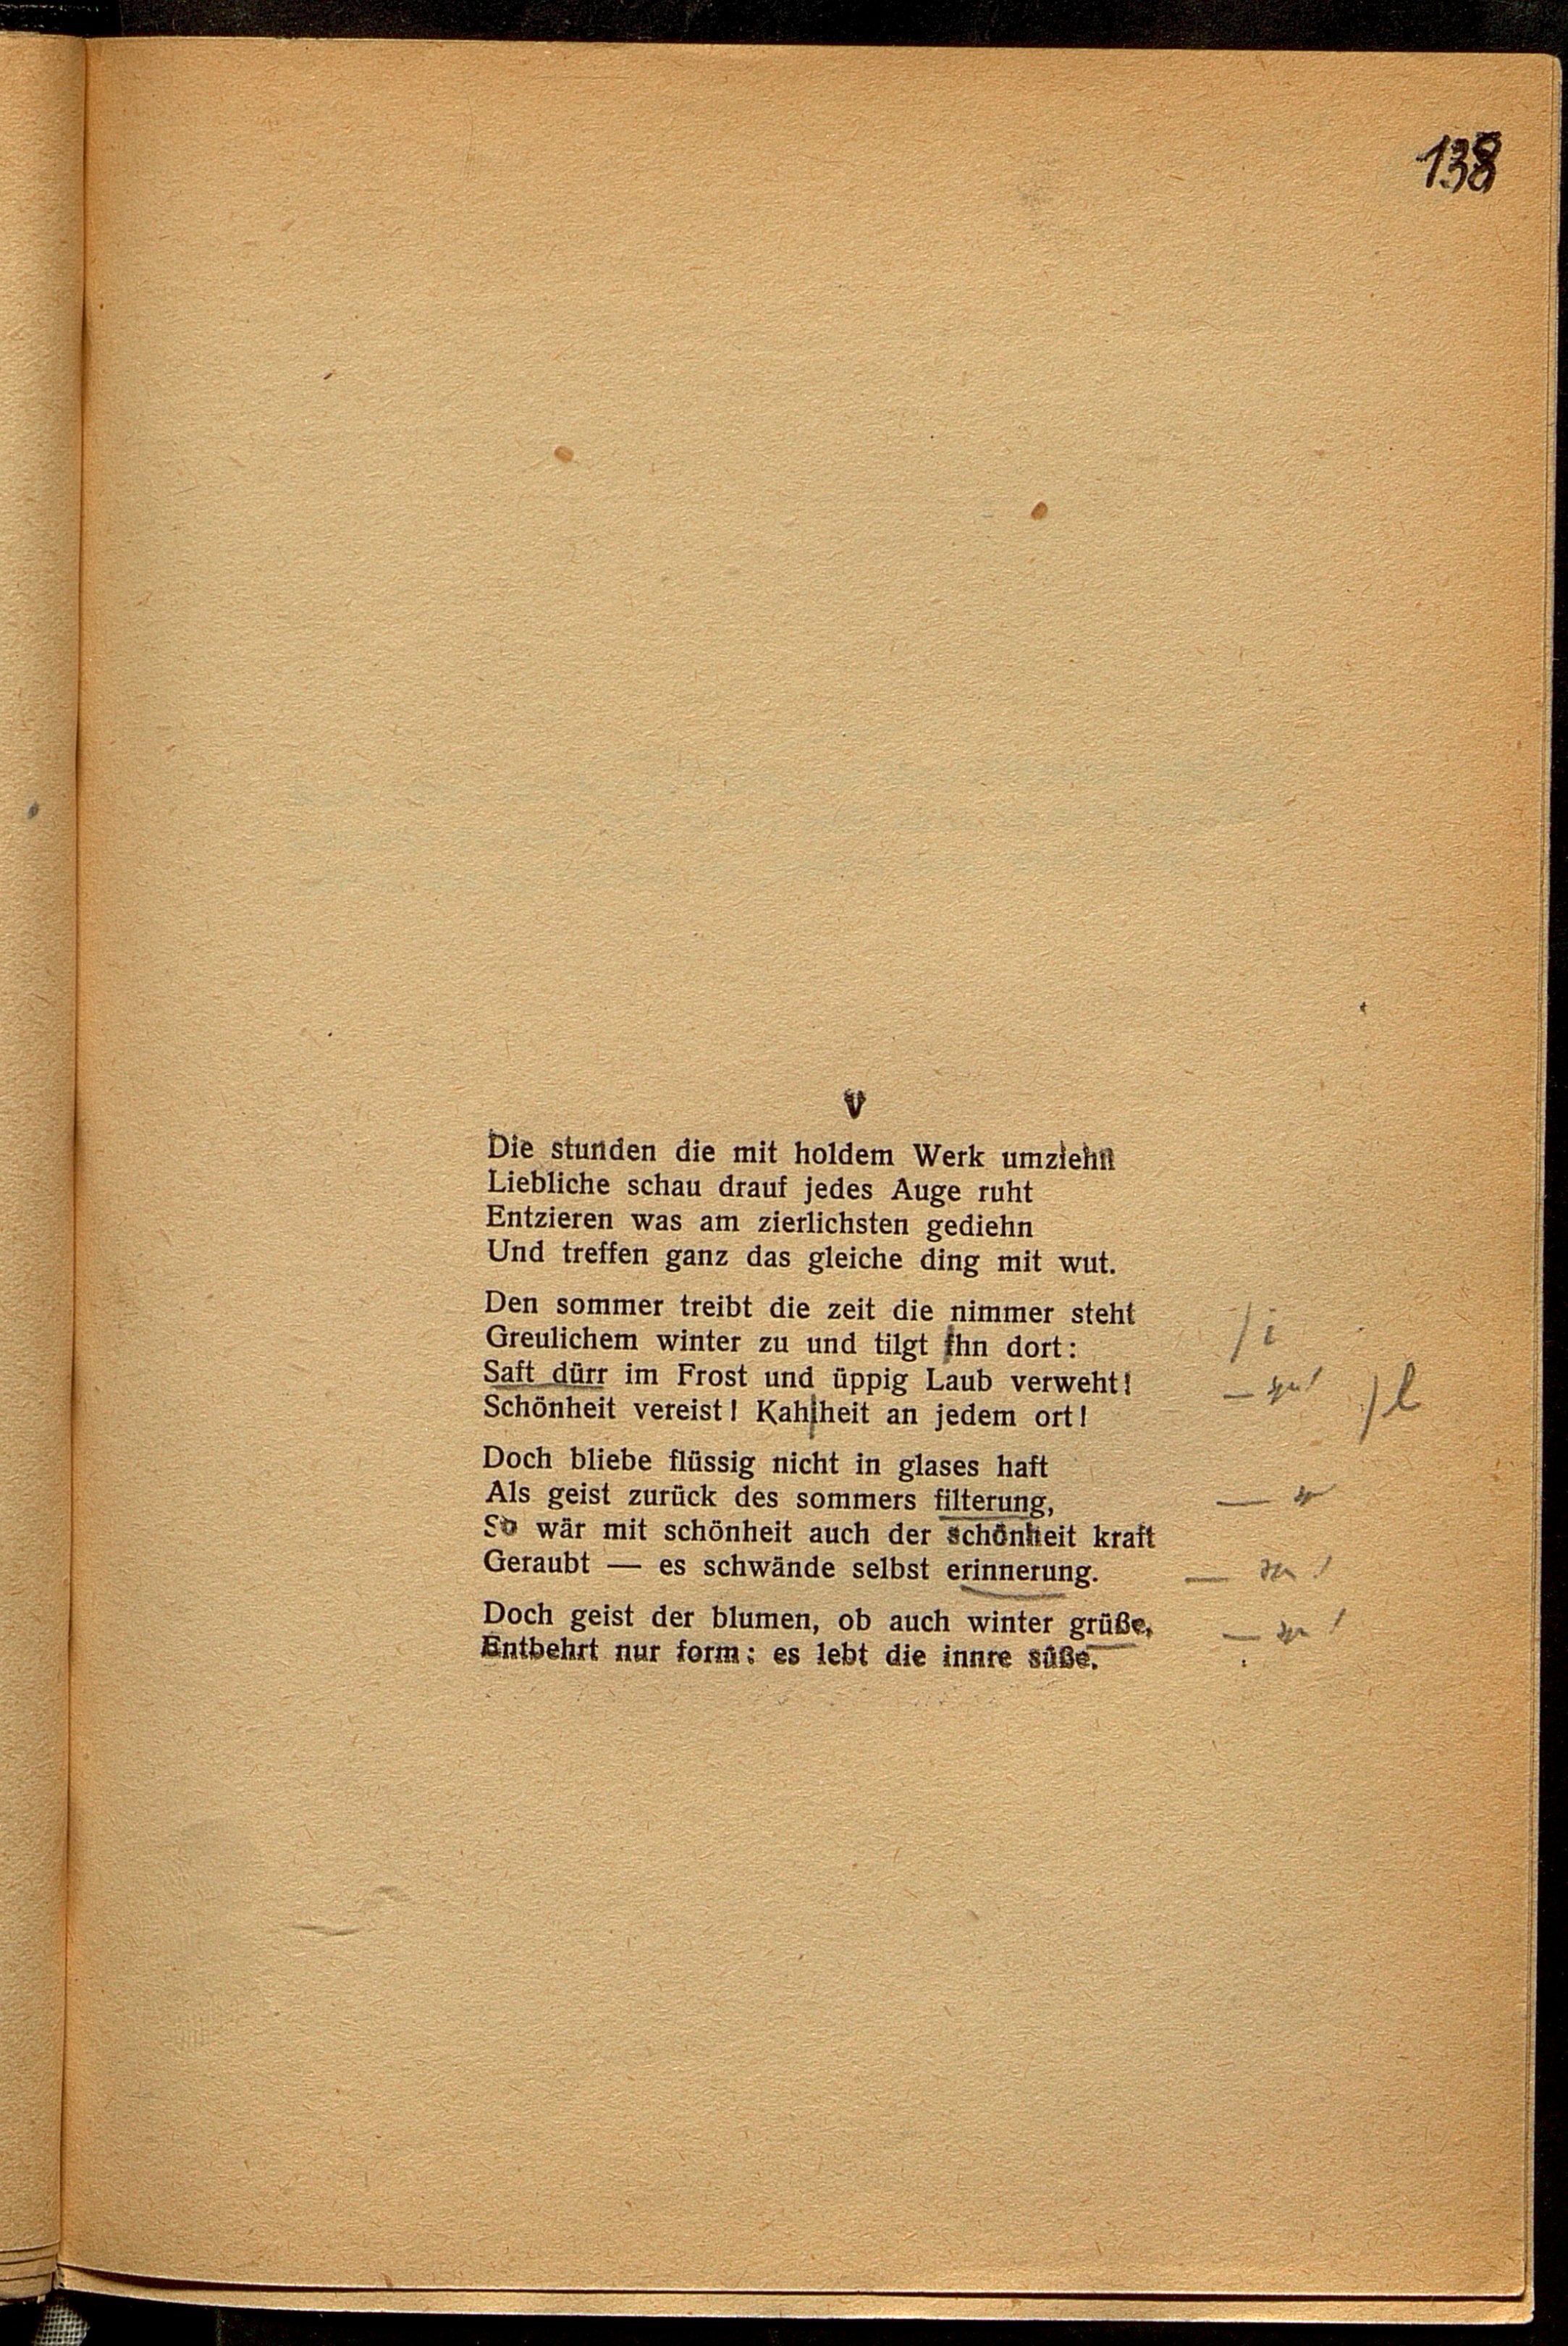 138
V
Die stunden die mit holdem Werk umziehn
Liebliche schau drauf jedes Auge ruht
Entzieren was am zierlichsten gediehn
Und treffen ganz das gleiche ding mit wut.
Den sommer treibt die zeit die nimmer steht
Greulichem winter zu und tilgt ihn dort:
/ i
Saft dürr im Frost und üppig Laub verweht!
Schönheit vereist! Kahlheit an jedem ort!
/ l
Doch bliebe flüssig nicht in glases haft
Als geist zurück des sommers filterung,
So wär mit schönheit auch der schönheit kraft
Geraubt — es schwände selbst erinnerung.
Doch geist der blumen, ob auch winter grüße,
Entbehrt nur form: es lebt die innre süße.